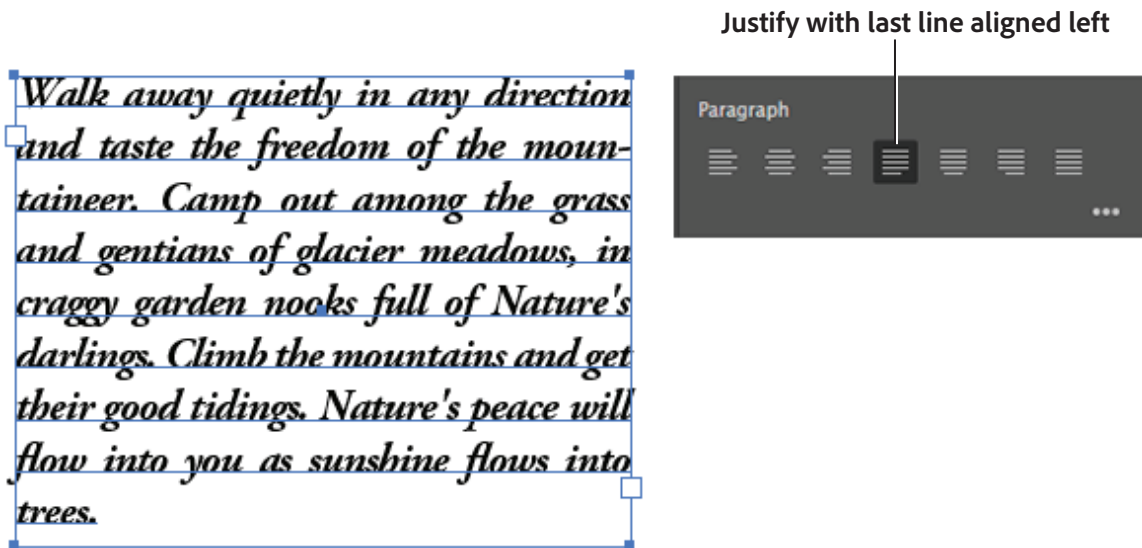 Justify with last line aligned left
Walk away quietly in any direction
and taste the freedom of the moun-
taineer. Camp out among the grass
and gentians of glacier meadows, in
craggy garden nooks full of Nature's
darlings. Climb the mountains and get
their good tidings. Nature's peace will
flow into you as sunshine flows into
trees.
Paragraph